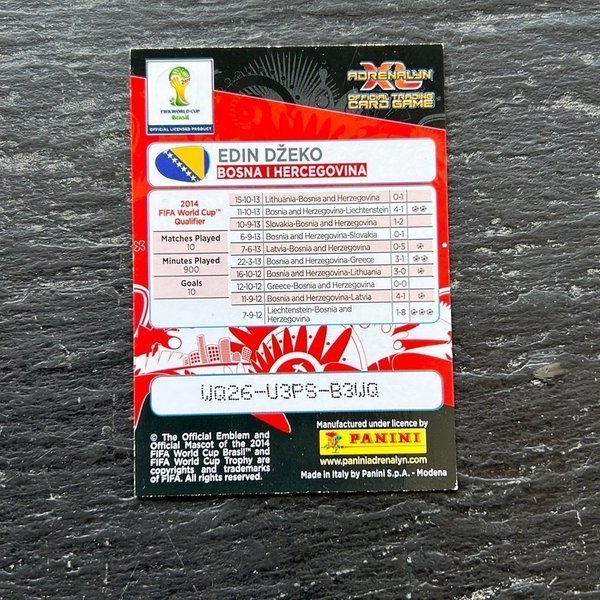 FIFA WORLD CUP
Brasil
OFFICIAL LICENSED PRODUCT
ADRENALYN
XL
OFFICIAL TRADING
CARD GAME
EDIN DŽEKO
BOSNA I HERCEGOVINA
2014
FIFA World Cup™
Qualifier
Matches Played
10
Minutes Played
900
Goals
10
15-10-13 Lithuania-Bosnia and Herzegovina 0-1
11-10-13 Bosnia and Herzegovina-Liechtenstein 4-1
10-9-13 Slovakia-Bosnia and Herzegovina 1-2
6-9-13 Bosnia and Herzegovina-Slovakia 0-1
7-6-13 Latvia-Bosnia and Herzegovina 0-5
22-3-13 Bosnia and Herzegovina-Greece 3-1
16-10-12 Bosnia and Herzegovina-Lithuania 3-0
12-10-12 Greece-Bosnia and Herzegovina 0-0
11-9-12 Bosnia and Herzegovina-Latvia 4-1
7-9-12 Liechtenstein-Bosnia and
Herzegovina 1-8
WQ26-U3PS-B3WQ
© The Official Emblem and
Official Mascot of the 2014
FIFA World Cup Brasil™ and
FIFA World Cup Trophy are
copyrights and trademarks
of FIFA. All rights reserved.
Manufactured under licence by
PANINI
www.paniniadrenalyn.com
Made in Italy by Panini S.p.A. - Modena